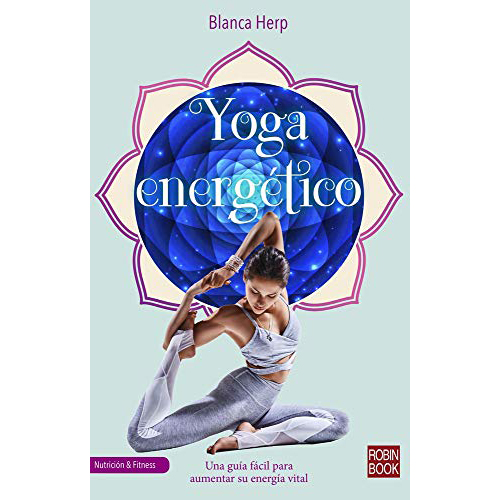 Blanca Herp
Yoga
energético
Una guía fácil para
aumentar su energía vital
Nutrición & Fitness
ROBIN
BOOK